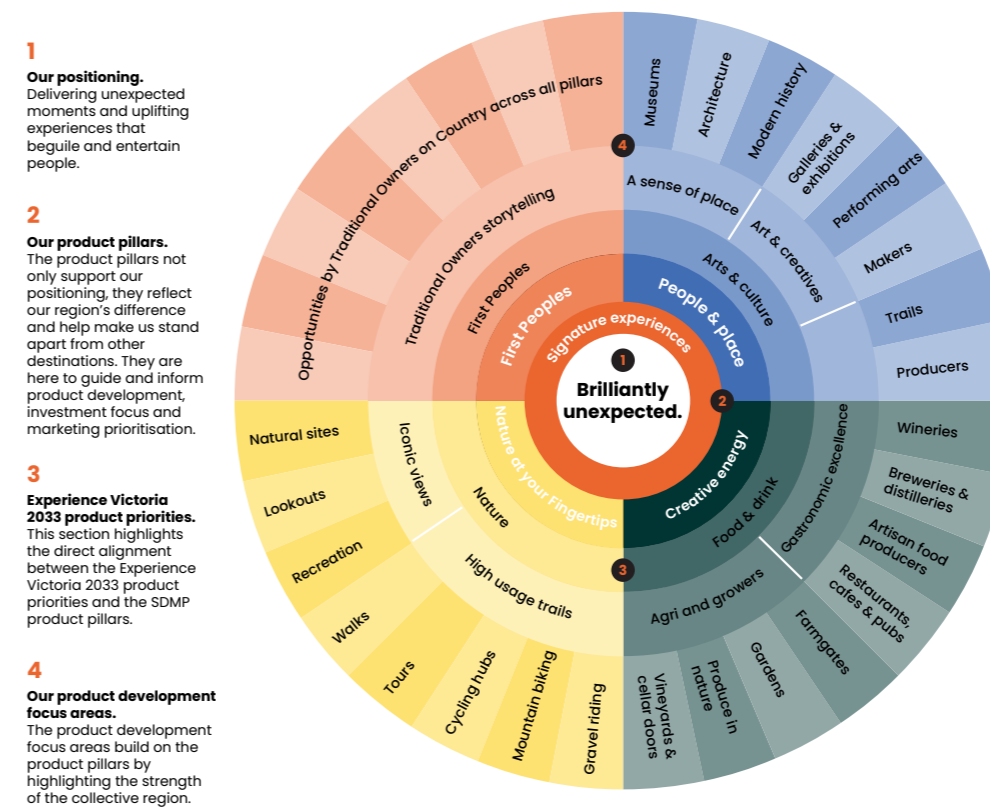 1
Our positioning.
Delivering unexpected
moments and uplifting
experiences that
beguile and entertain
people.
2
Our product pillars.
The product pillars not
only support our
positioning, they reflect
our region's difference
and help make us stand
apart from other
destinations. They are
here to guide and inform
product development,
investment focus and
marketing prioritisation.
3
Experience Victoria
2033 product priorities.
This section highlights
the direct alignment
between the Experience
Victoria 2033 product
priorities and the SDMP
product pillars.
4
Our product development
focus areas.
The product development
focus areas build on the
product pillars by
highlighting the strength
of the collective region.
1
Brilliantly
unexpected.
Signature experiences
2
First Peoples
People & place
Creative energy
Nature at your Fingertips
3
First Peoples
Arts & culture
Food & drink
Nature
4
Traditional Owners storytelling
A sense of place
Art & creatives
Gastronomic excellence
Agri and growers
High usage trails
Iconic views
Opportunities by Traditional Owners on Country across all pillars
Museums
Architecture
Modern history
Galleries &
exhibitions
Performing arts
Makers
Trails
Producers
Wineries
Breweries &
distilleries
Artisan food
producers
Restaurants,
cafes & pubs
Farmgates
Gardens
Produce in
nature
Vineyards &
cellar doors
Gravel riding
Mountain biking
Cycling hubs
Tours
Walks
Recreation
Lookouts
Natural sites